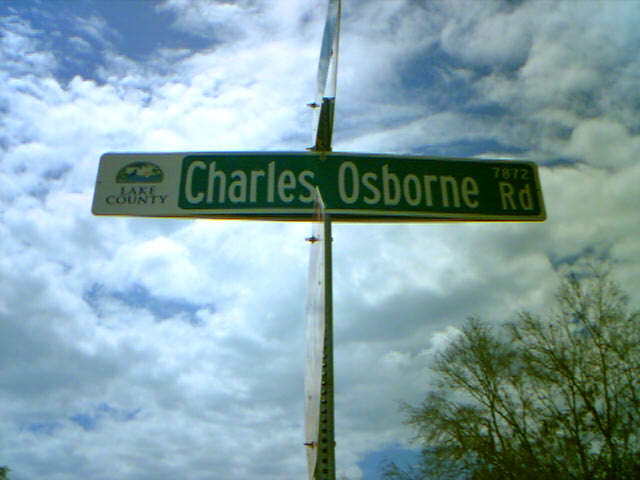 LAKE
COUNTY
Charles Osborne Rd
7872